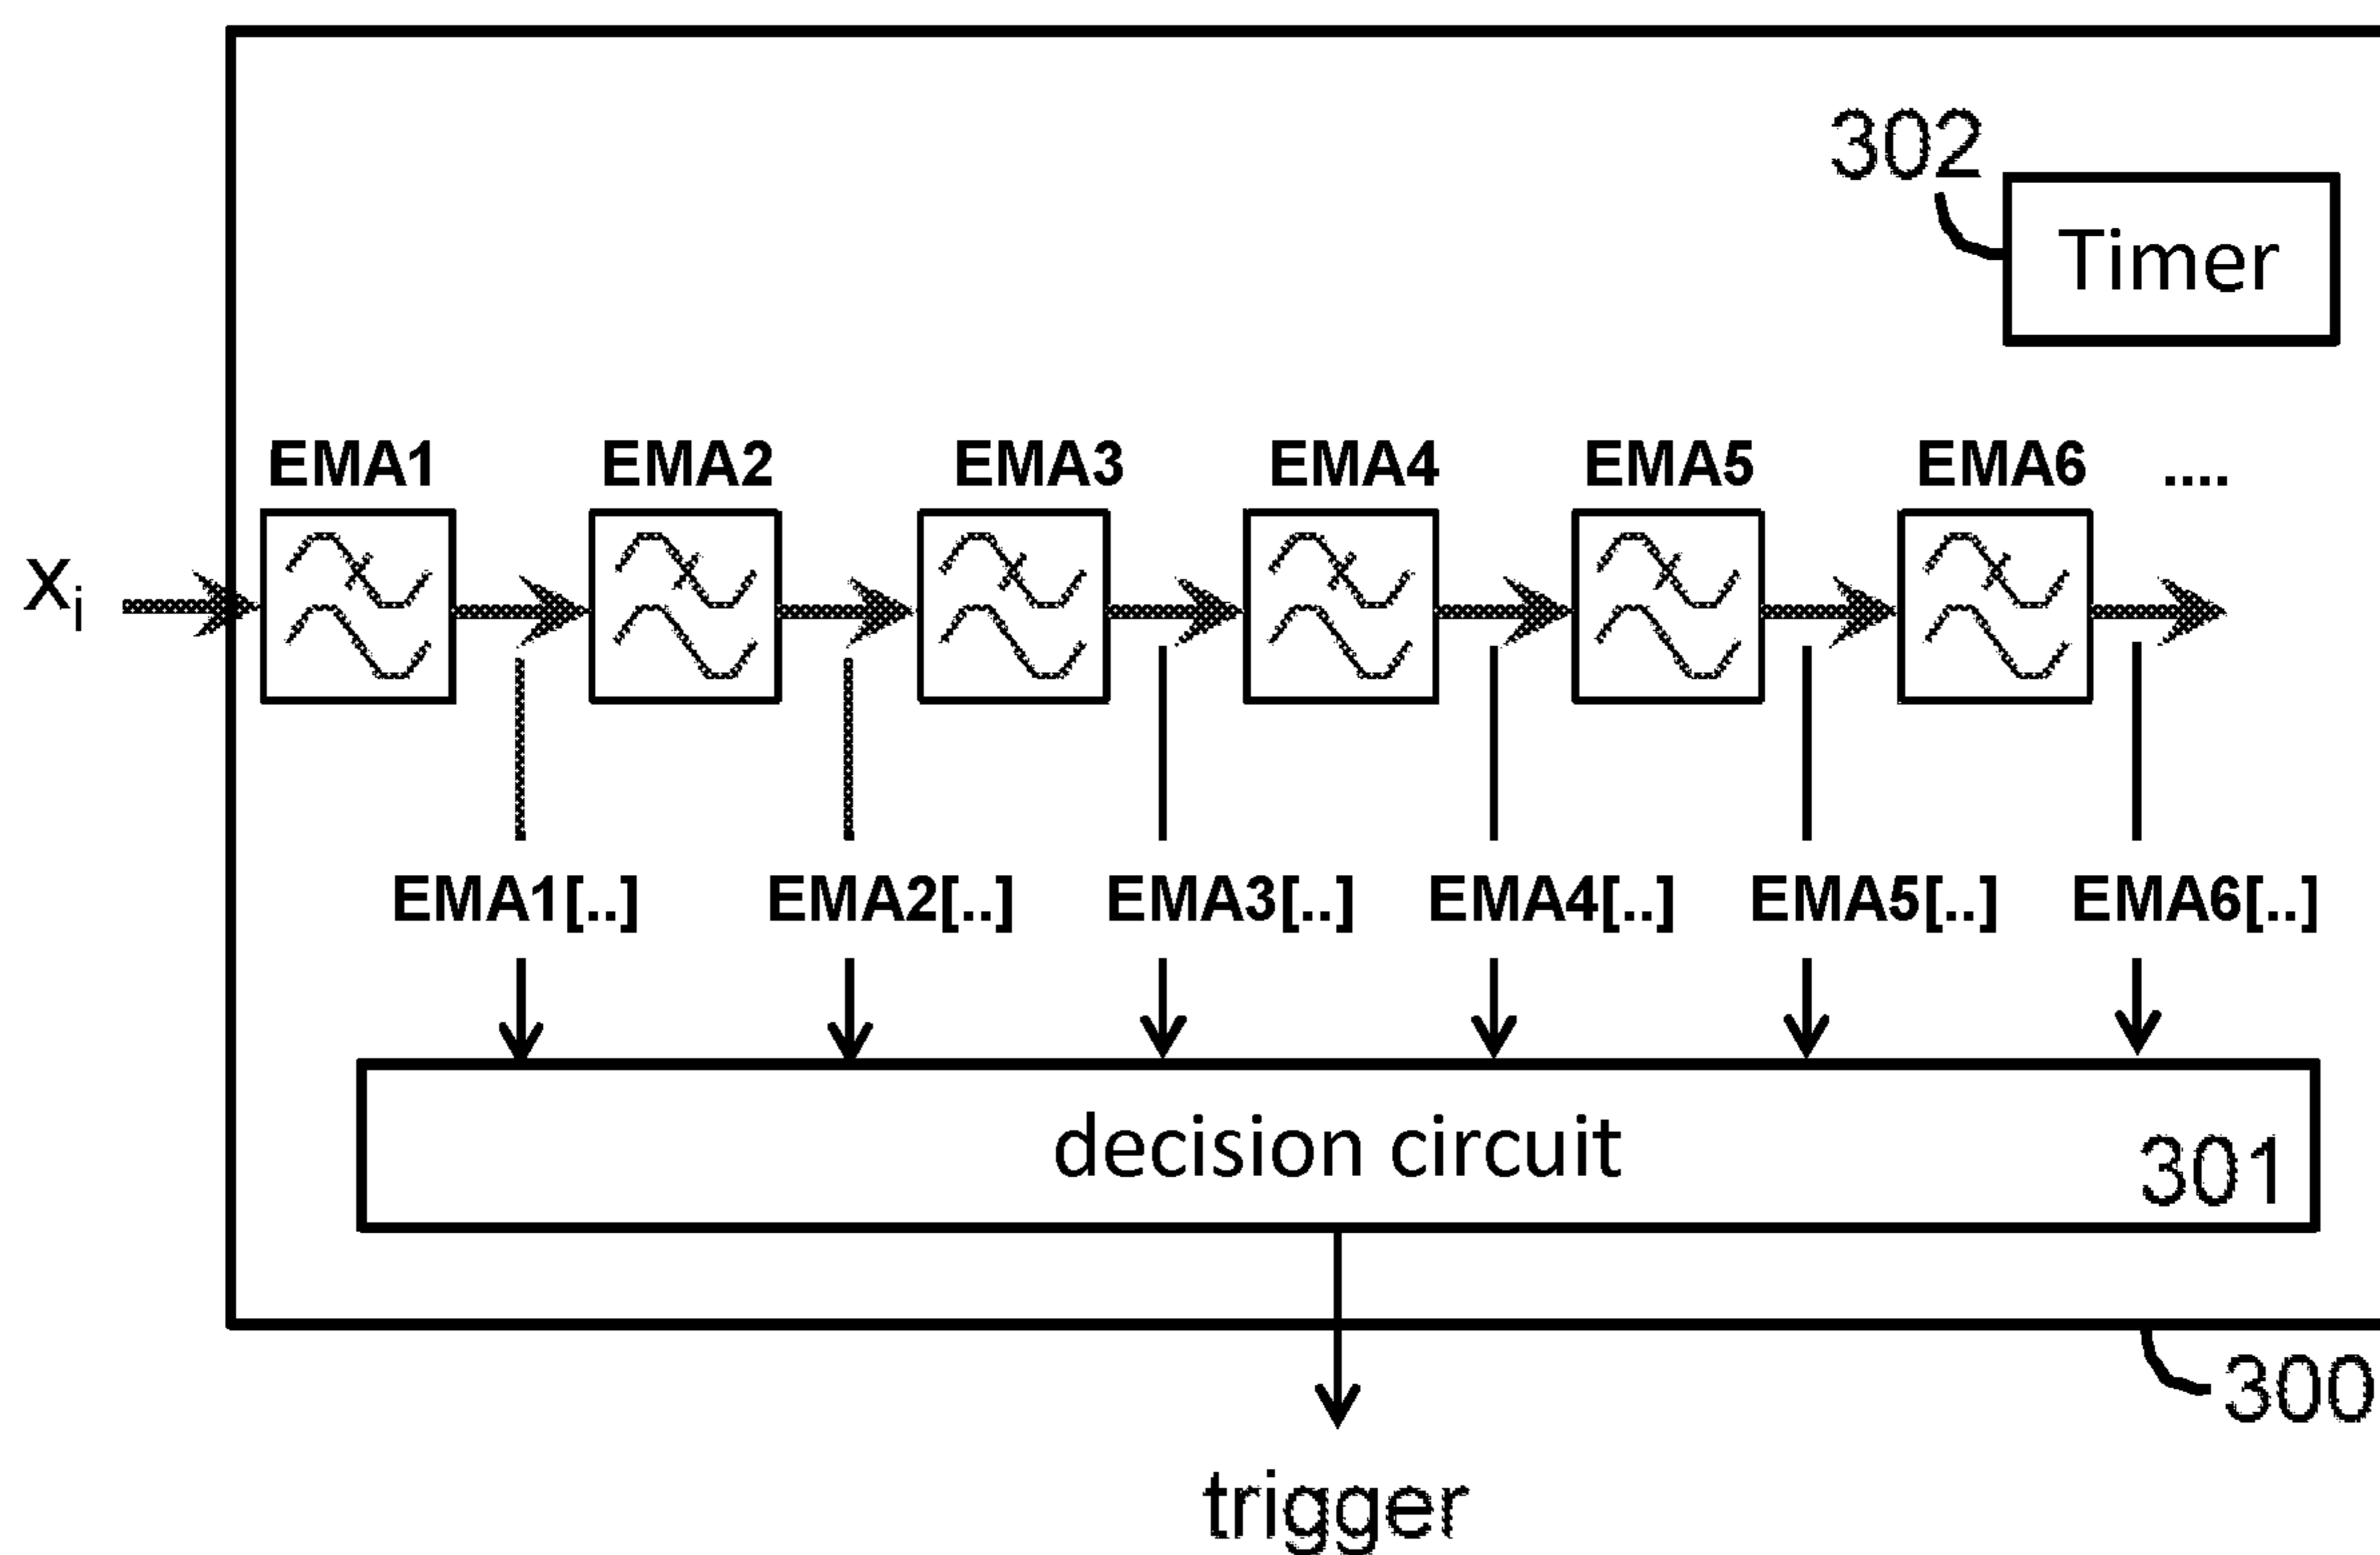 302
Timer
EMA1 EMA2 EMA3 EMA4 EMA5 EMA6 ....
xi
EMA1[..] EMA2[..] EMA3[..] EMA4[..] EMA5[..] EMA6[..]
decision circuit
301
300
trigger